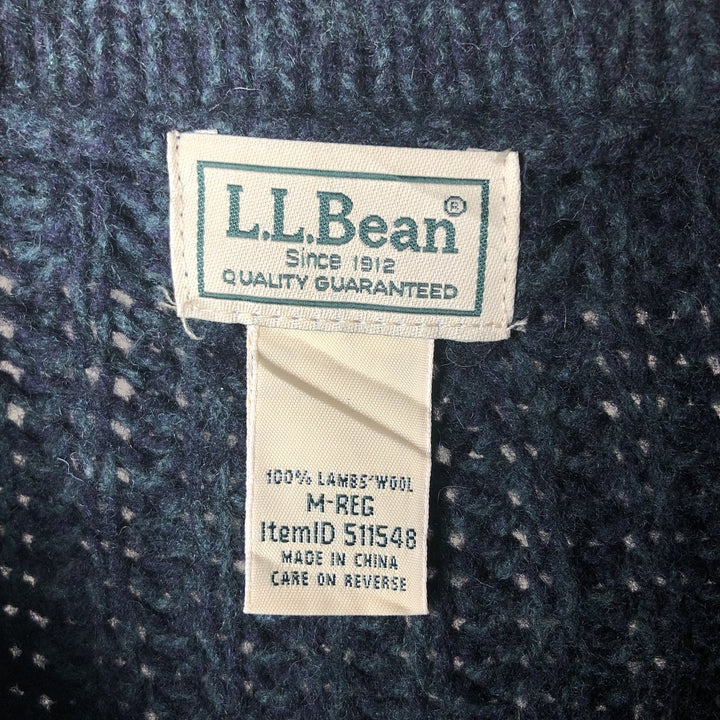 L.L.Bean®
Since 1912
QUALITY GUARANTEED
100% LAMBS' WOOL
M-REG
ItemID 511548
MADE IN CHINA
CARE ON REVERSE